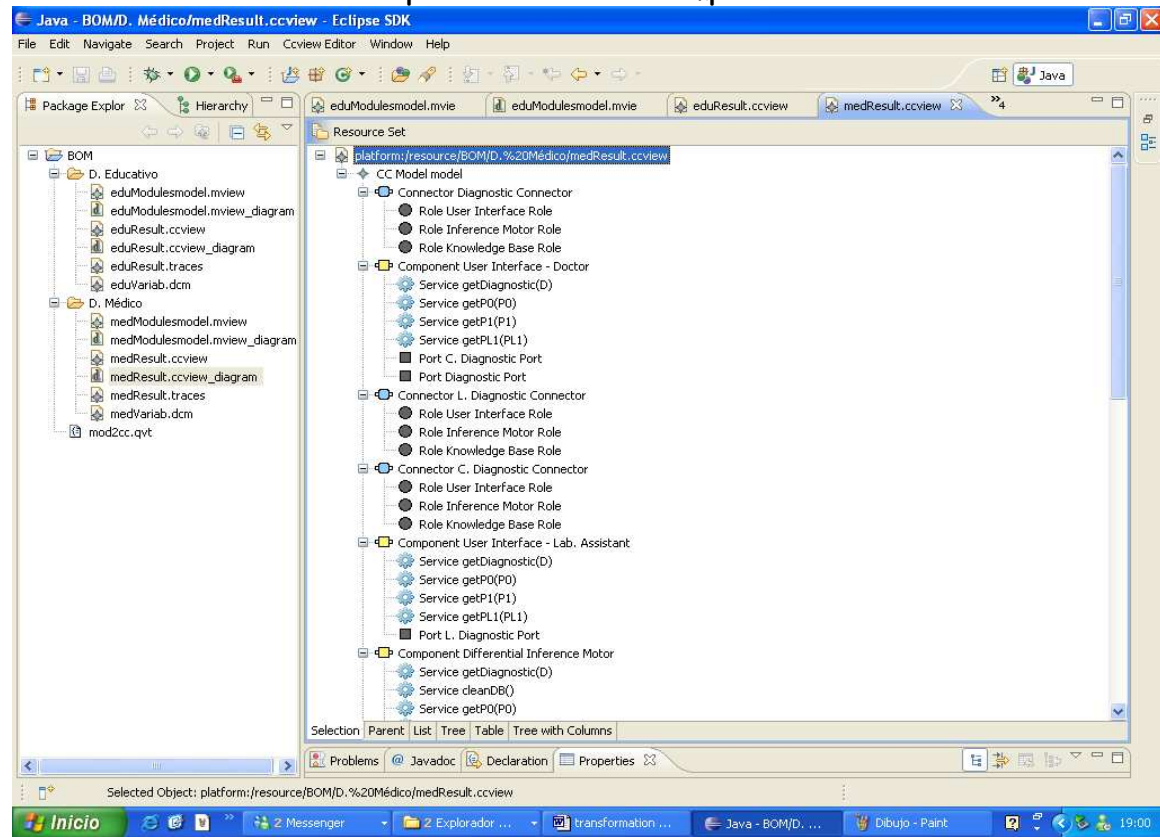 Java - BOM/D. Médico/medResult.ccview - Eclipse SDK
File Edit Navigate Search Project Run Ccview Editor Window Help
Java
Package Explor Hierarchy
eduModulesmodel.mvie eduModulesmodel.mvie eduResult.ccview medResult.ccview 4
Resource Set
BOM
D. Educativo
eduModulesmodel.mview
eduModulesmodel.mview_diagram
eduResult.ccview
eduResult.ccview_diagram
eduResult.traces
eduVariab.dcm
D. Médico
medModulesmodel.mview
medModulesmodel.mview_diagram
medResult.ccview
medResult.ccview_diagram
medResult.traces
medVariab.dcm
mod2cc.qvt
platform:/resource/BOM/D.%20Médico/medResult.ccview
CC Model model
Connector Diagnostic Connector
Role User Interface Role
Role Inference Motor Role
Role Knowledge Base Role
Component User Interface - Doctor
Service getDiagnostic(D)
Service getP0(P0)
Service getP1(P1)
Service getPL1(PL1)
Port C. Diagnostic Port
Port Diagnostic Port
Connector L. Diagnostic Connector
Role User Interface Role
Role Inference Motor Role
Role Knowledge Base Role
Connector C. Diagnostic Connector
Role User Interface Role
Role Inference Motor Role
Role Knowledge Base Role
Component User Interface - Lab. Assistant
Service getDiagnostic(D)
Service getP0(P0)
Service getP1(P1)
Service getPL1(PL1)
Port L. Diagnostic Port
Component Differential Inference Motor
Service getDiagnostic(D)
Service cleanDB()
Service getP0(P0)
Selection Parent List Tree Table Tree with Columns
Problems @ Javadoc Declaration Properties
Selected Object: platform:/resource/BOM/D.%20Médico/medResult.ccview
Inicio 2 Messenger 2 Explorador ... transformation ... Java - BOM/D. ... Dibujo - Paint 19:00